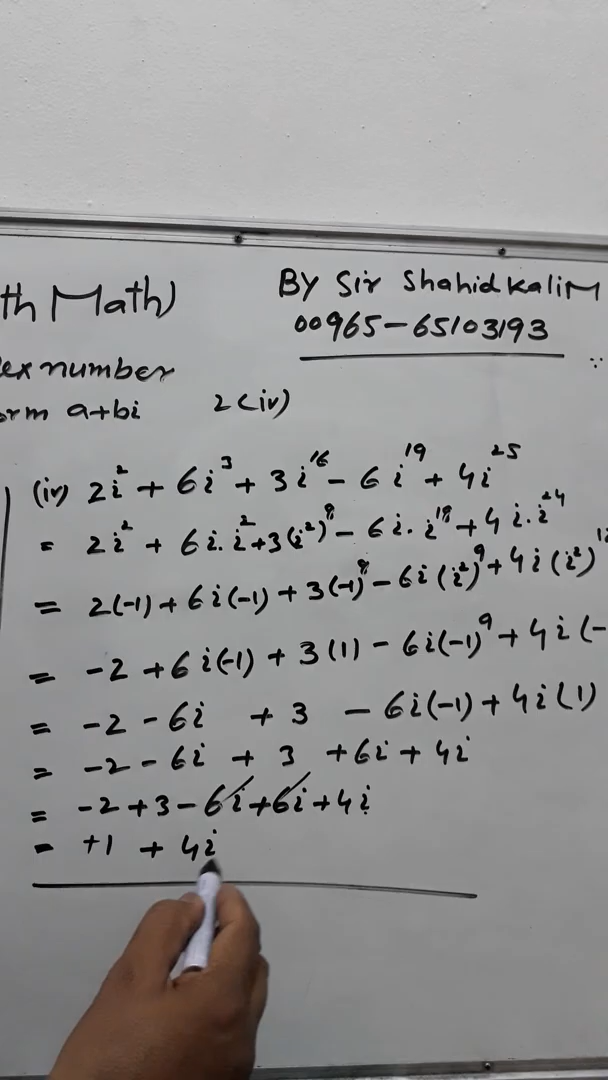 th Math)
By Sir Shahid KaliM
00965-65103193
ex number
orm a+bi 2(iv)
(iv) 2i² + 6i³ + 3i¹⁶ - 6i¹⁹ + 4i²⁵
= 2i² + 6i.i² + 3(i²)⁸ - 6i.i¹⁸ + 4i.i²⁴
= 2(-1) + 6i(-1) + 3(-1)⁸ - 6i(i²)⁹ + 4i(i²)¹²
= -2 + 6i(-1) + 3(1) - 6i(-1)⁹ + 4i(-
= -2 - 6i + 3 - 6i(-1) + 4i(1)
= -2 - 6i + 3 + 6i + 4i
= -2 + 3 - 6i + 6i + 4i
= +1 + 4i